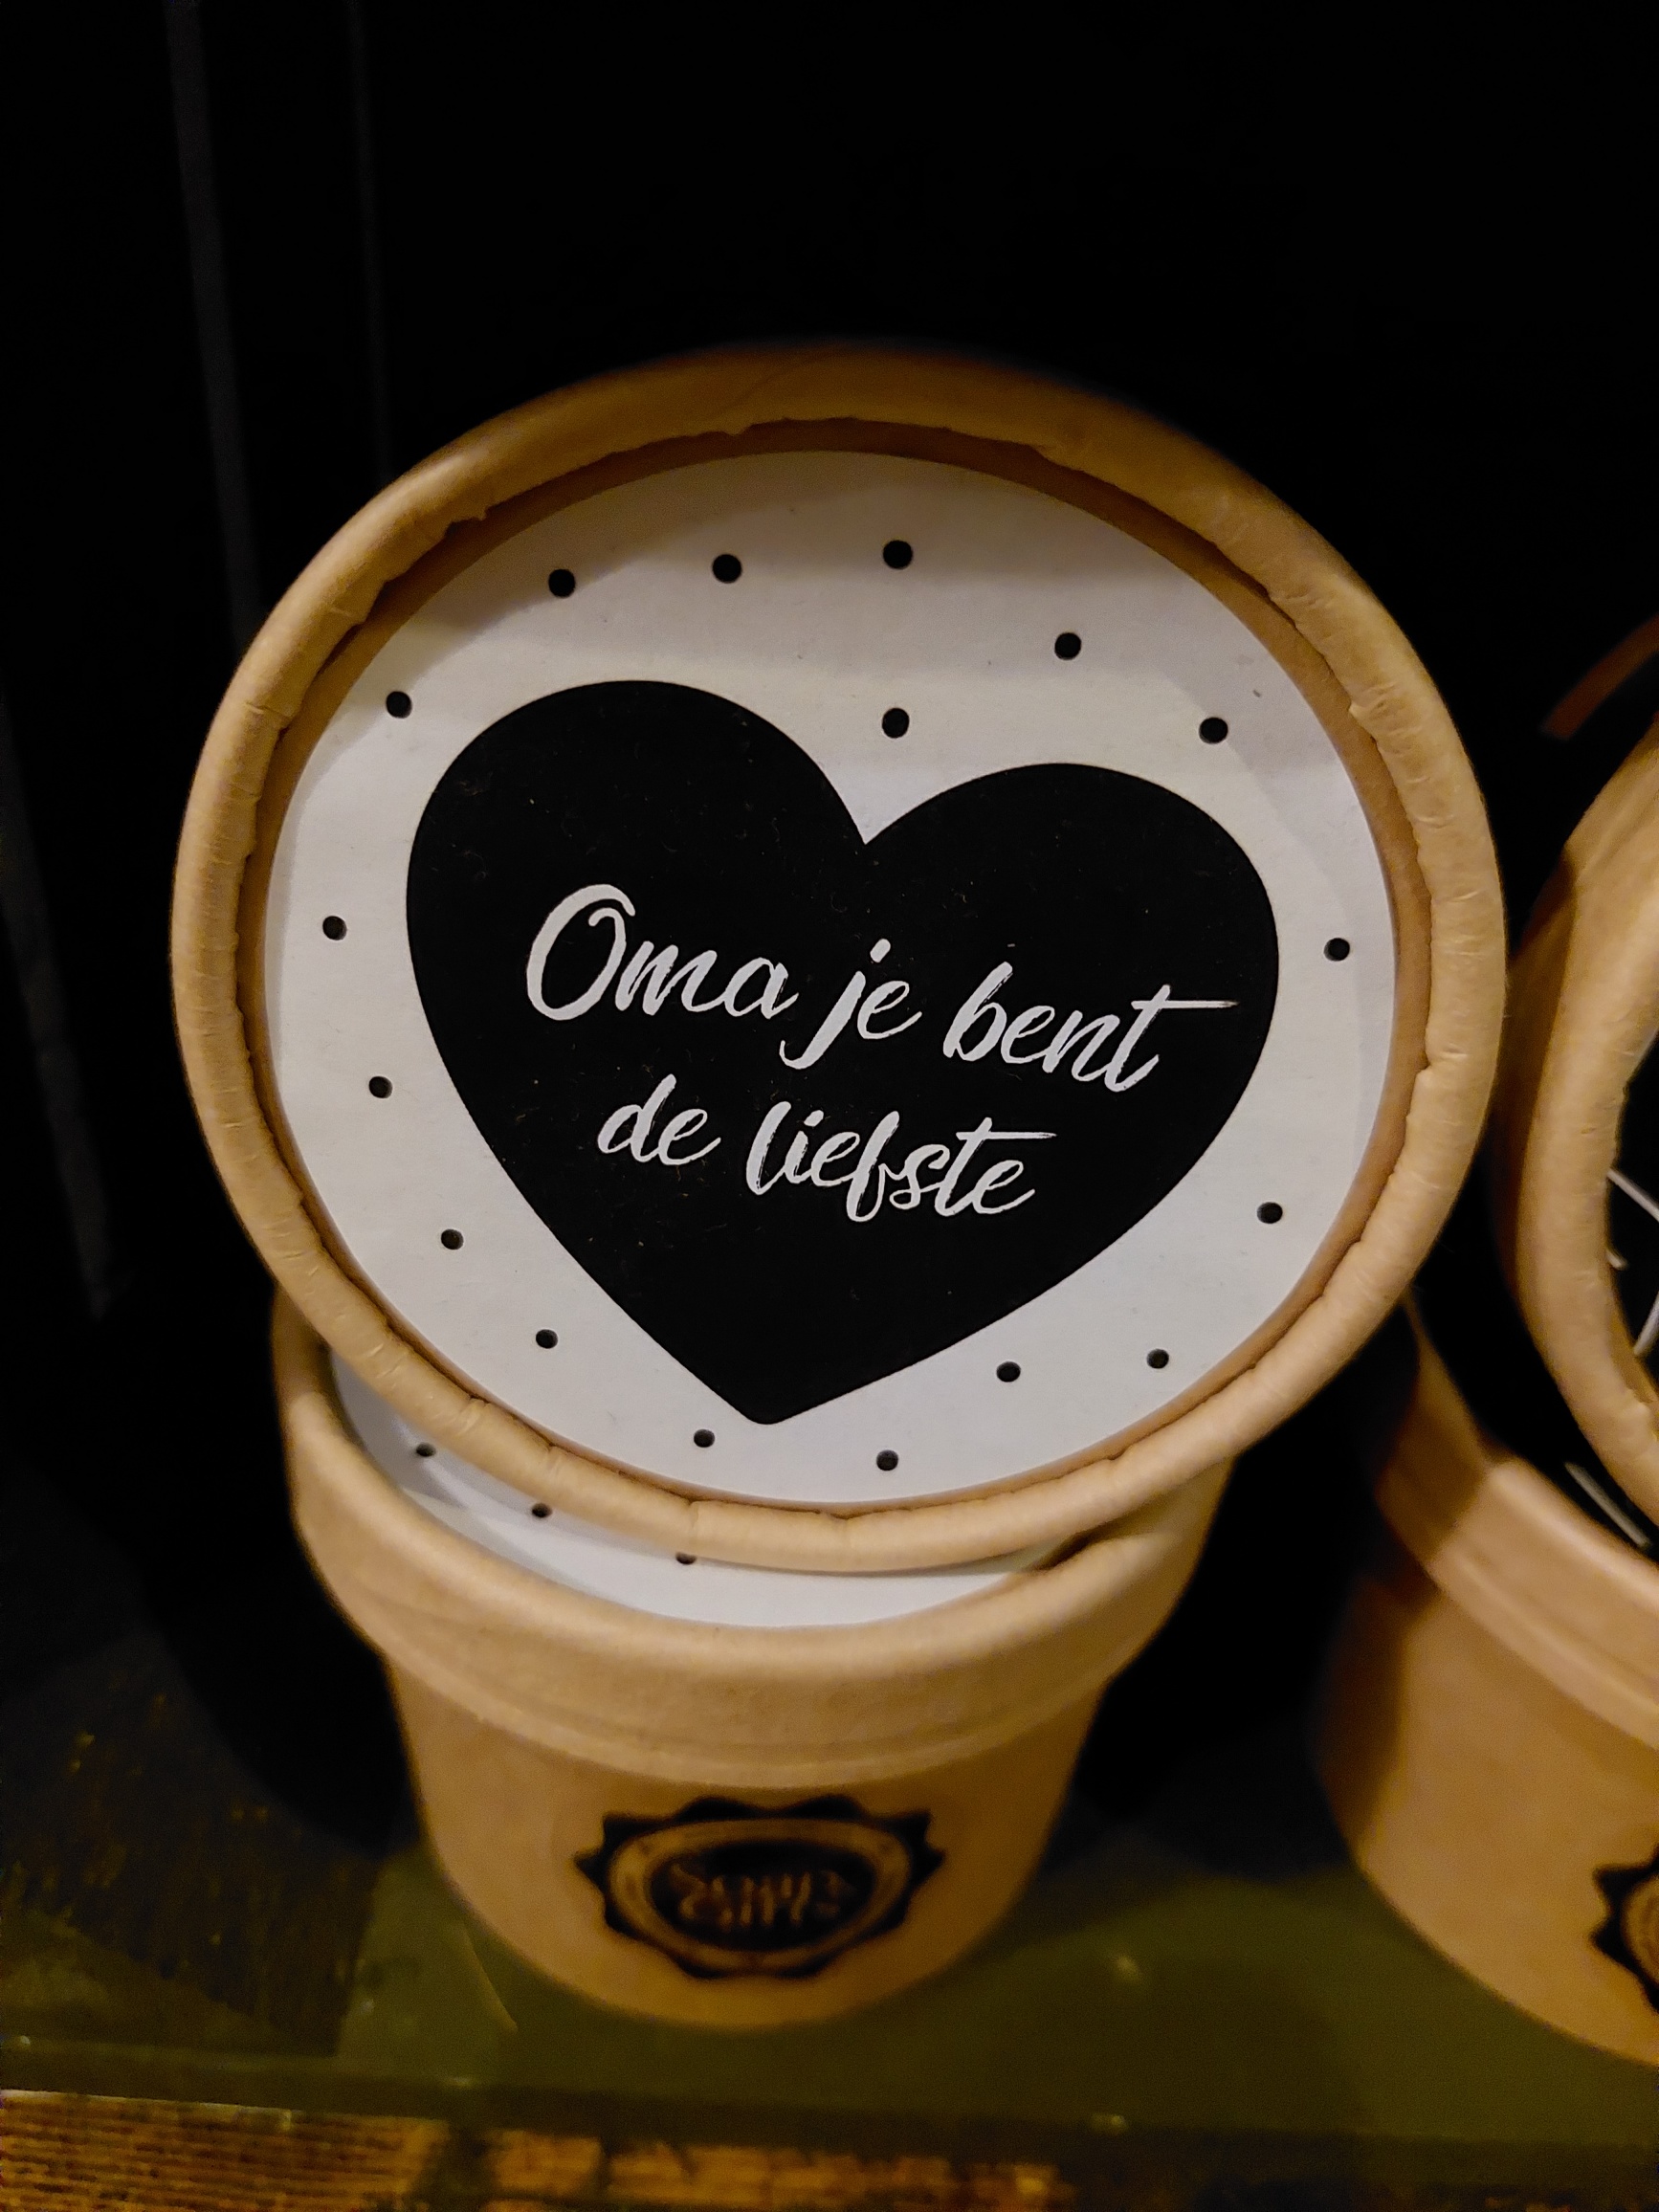 Oma je bent
de liefste